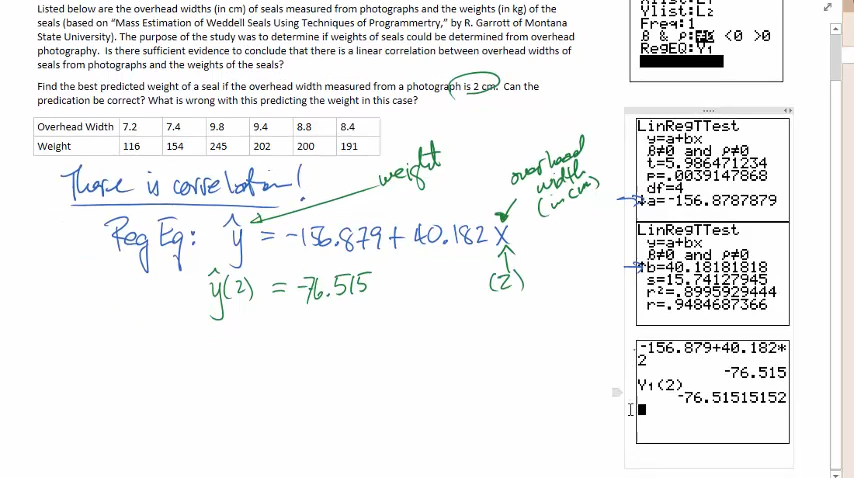 Listed below are the overhead widths (in cm) of seals measured from photographs and the weights (in kg) of the
seals (based on "Mass Estimation of Weddell Seals Using Techniques of Programmertry," by R. Garrott of Montana
State University). The purpose of the study was to determine if weights of seals could be determined from overhead
photography. Is there sufficient evidence to conclude that there is a linear correlation between overhead widths of
seals from photographs and the weights of the seals?
Find the best predicted weight of a seal if the overhead width measured from a photograph is 2 cm. Can the
predication be correct? What is wrong with this predicting the weight in this case?
Overhead Width 7.2 7.4 9.8 9.4 8.8 8.4
Weight 116 154 245 202 200 191
There is correlation!
weight
overhead
width
(in cm)
Reg Eq: ŷ = -156.879 + 40.182 X
ŷ(2) = -76.515
(2)
Ylist:L₂
Freq:1
β & ρ:≠0 <0 >0
RegEQ:Y₁
LinRegTTest
y=a+bx
β≠0 and ρ≠0
t=5.986471234
p=.0039147868
df=4
↓a=-156.8787879
LinRegTTest
y=a+bx
β≠0 and ρ≠0
↑b=40.18181818
s=15.74127945
r²=.8995929444
r=.9484687366
-156.879+40.182*
2
-76.515
Y₁(2)
-76.51515152